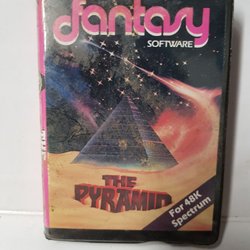 fantasy
SOFTWARE
THE
PYRAMID
For 48K
Spectrum